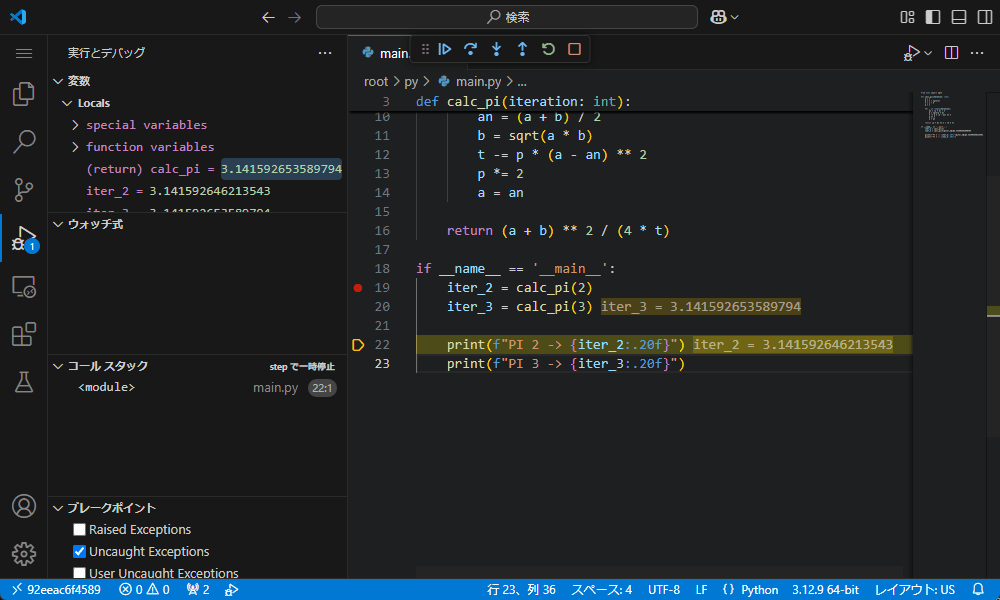 検索
実行とデバッグ
変数
Locals
special variables
function variables
(return) calc_pi = 3.141592653589794
iter_2 = 3.141592646213543
iter_3 = 3.141592653589794
ウォッチ式
コール スタック
step で一時停止
<module>
main.py
22:1
ブレークポイント
Raised Exceptions
Uncaught Exceptions
User Uncaught Exceptions
1
main.
root > py > main.py > ...
3 def calc_pi(iteration: int):
10 an = (a + b) / 2
11 b = sqrt(a * b)
12 t -= p * (a - an) ** 2
13 p *= 2
14 a = an
15
16 return (a + b) ** 2 / (4 * t)
17
18 if __name__ == '__main__':
19 iter_2 = calc_pi(2)
20 iter_3 = calc_pi(3) iter_3 = 3.141592653589794
21
22 print(f"PI 2 -> {iter_2:.20f}") iter_2 = 3.141592646213543
23 print(f"PI 3 -> {iter_3:.20f}")
92eeac6f4589
0
0
2
行 23、列 36
スペース: 4
UTF-8
LF
{ } Python
3.12.9 64-bit
レイアウト: US